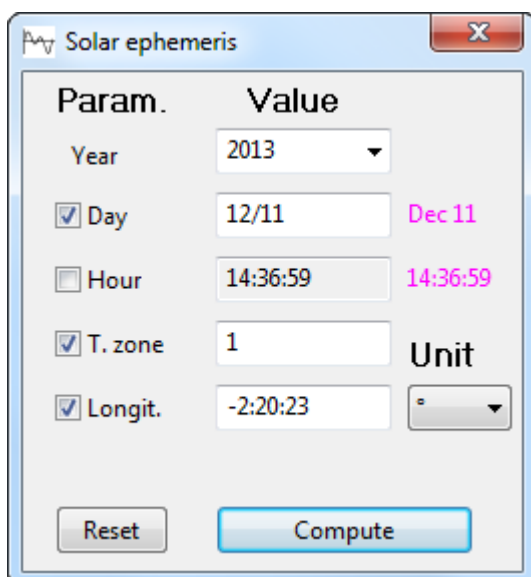 Solar ephemeris
Param. Value
Year 2013
Day 12/11 Dec 11
Hour 14:36:59 14:36:59
T. zone 1
Unit
Longit. -2:20:23 °
Reset Compute